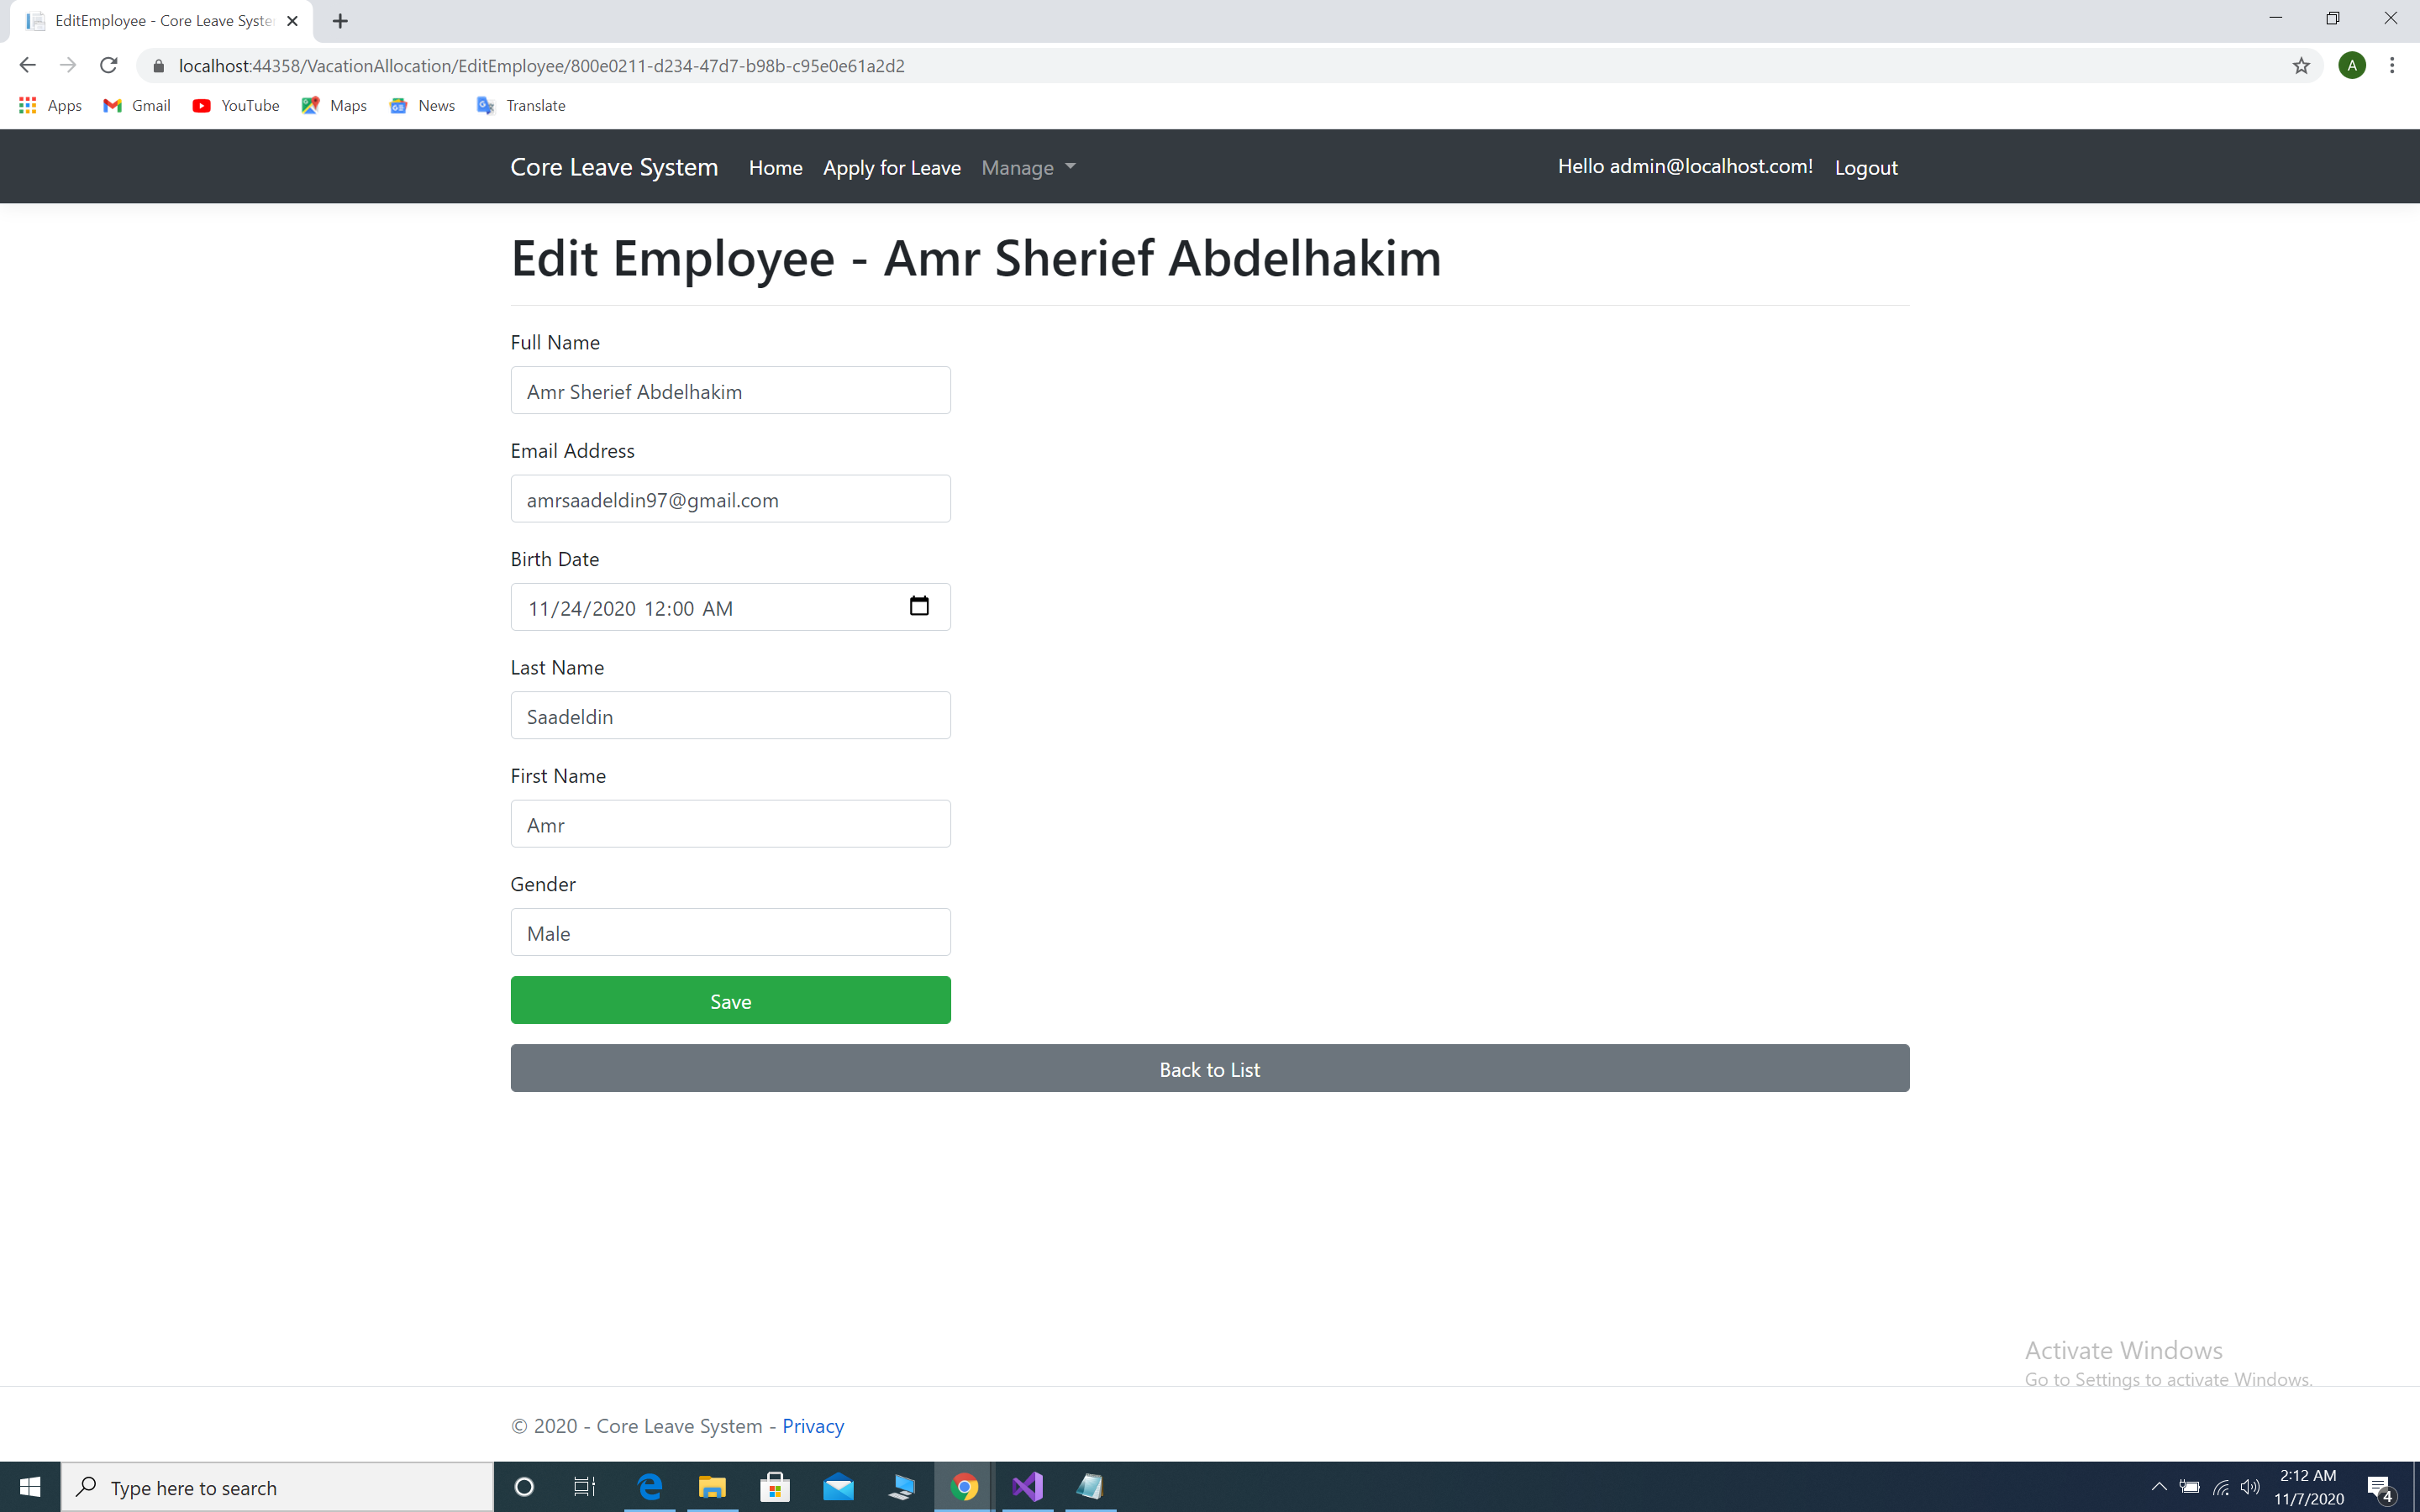 EditEmployee - Core Leave Syste
localhost:44358/VacationAllocation/EditEmployee/800e0211-d234-47d7-b98b-c95e0e61a2d2
A
Apps Gmail YouTube Maps News Translate
Core Leave System Home Apply for Leave Manage Hello admin@localhost.com! Logout
Edit Employee - Amr Sherief Abdelhakim
Full Name
Amr Sherief Abdelhakim
Email Address
amrsaadeldin97@gmail.com
Birth Date
11/24/2020 12:00 AM
Last Name
Saadeldin
First Name
Amr
Gender
Male
Save
Back to List
Activate Windows
Go to Settings to activate Windows.
© 2020 - Core Leave System - Privacy
Type here to search
2:12 AM
11/7/2020
4